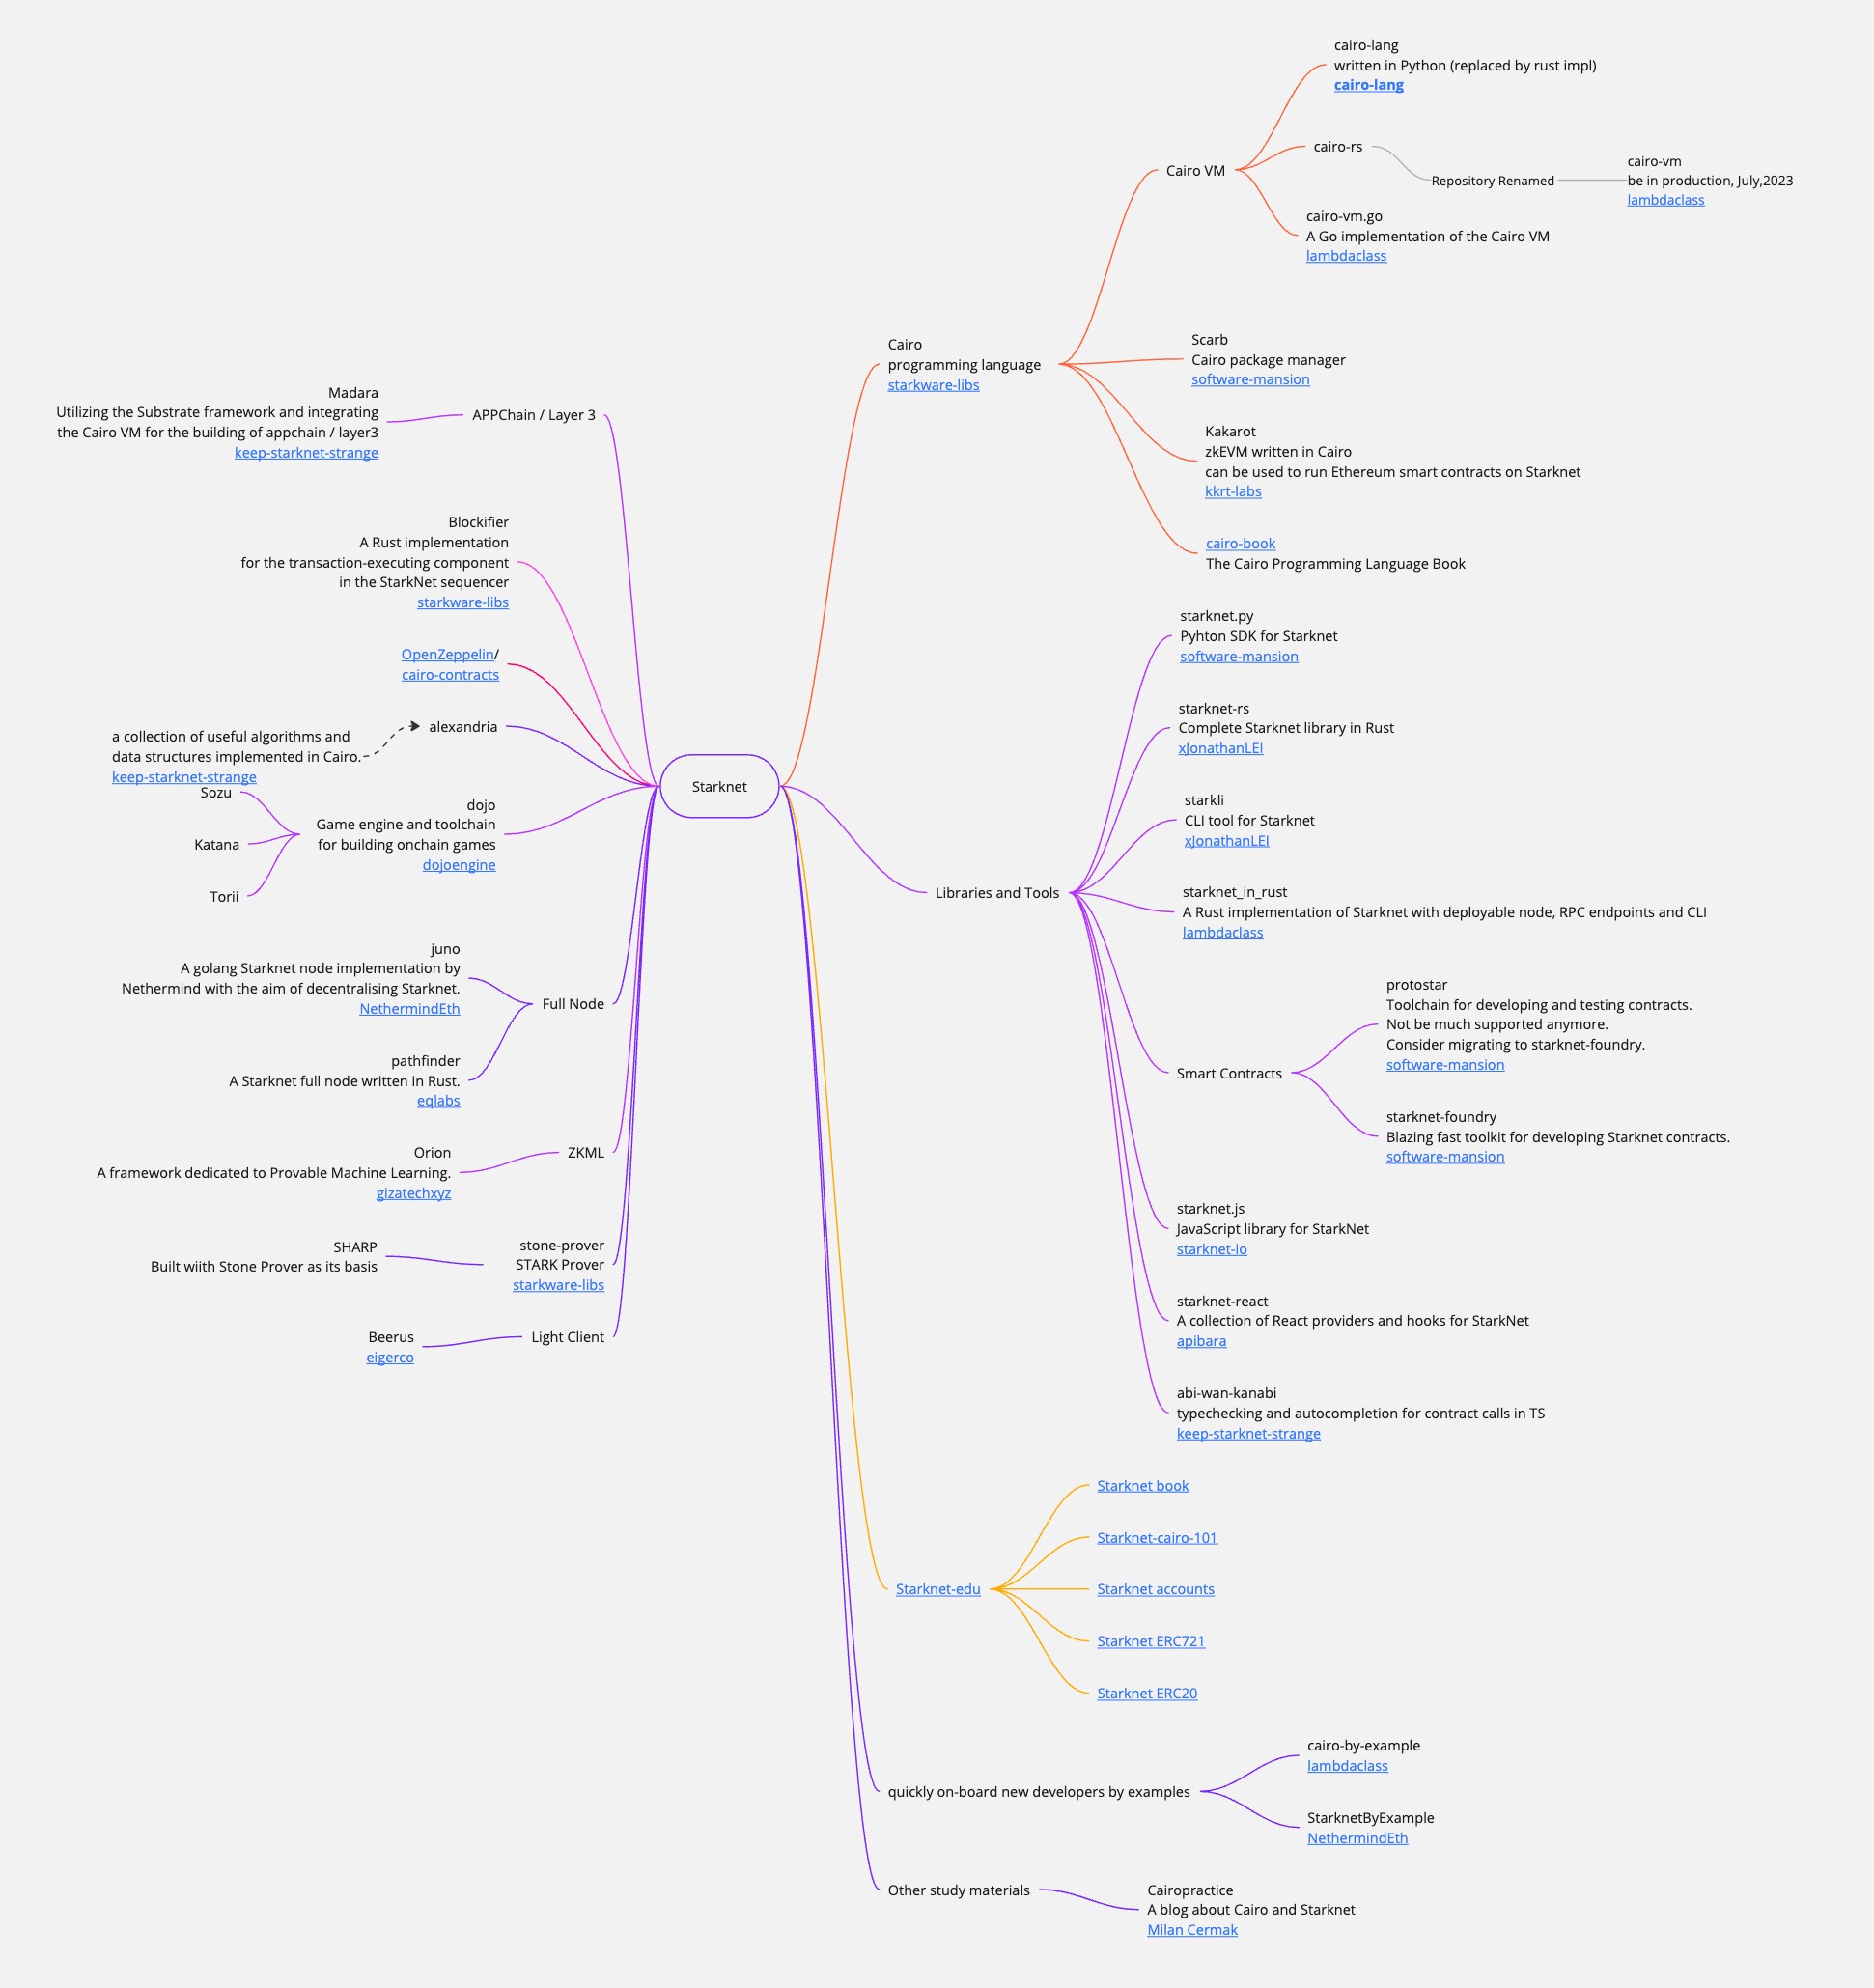 Starknet
Cairo
programming language
starkware-libs
Cairo VM
cairo-lang
written in Python (replaced by rust impl)
cairo-lang
cairo-rs
Repository Renamed
cairo-vm
be in production, July,2023
lambdaclass
cairo-vm.go
A Go implementation of the Cairo VM
lambdaclass
Scarb
Cairo package manager
software-mansion
Kakarot
zkEVM written in Cairo
can be used to run Ethereum smart contracts on Starknet
kkrt-labs
cairo-book
The Cairo Programming Language Book
Libraries and Tools
starknet.py
Pyhton SDK for Starknet
software-mansion
starknet-rs
Complete Starknet library in Rust
xJonathanLEI
starkli
CLI tool for Starknet
xJonathanLEI
starknet_in_rust
A Rust implementation of Starknet with deployable node, RPC endpoints and CLI
lambdaclass
Smart Contracts
protostar
Toolchain for developing and testing contracts.
Not be much supported anymore.
Consider migrating to starknet-foundry.
software-mansion
starknet-foundry
Blazing fast toolkit for developing Starknet contracts.
software-mansion
starknet.js
JavaScript library for StarkNet
starknet-io
starknet-react
A collection of React providers and hooks for StarkNet
apibara
abi-wan-kanabi
typechecking and autocompletion for contract calls in TS
keep-starknet-strange
Starknet-edu
Starknet book
Starknet-cairo-101
Starknet accounts
Starknet ERC721
Starknet ERC20
quickly on-board new developers by examples
cairo-by-example
lambdaclass
StarknetByExample
NethermindEth
Other study materials
Cairopractice
A blog about Cairo and Starknet
Milan Cermak
APPChain / Layer 3
Madara
Utilizing the Substrate framework and integrating
the Cairo VM for the building of appchain / layer3
keep-starknet-strange
Blockifier
A Rust implementation
for the transaction-executing component
in the StarkNet sequencer
starkware-libs
OpenZeppelin/
cairo-contracts
alexandria
a collection of useful algorithms and
data structures implemented in Cairo.
keep-starknet-strange
dojo
Game engine and toolchain
for building onchain games
dojoengine
Sozu
Katana
Torii
Full Node
juno
A golang Starknet node implementation by
Nethermind with the aim of decentralising Starknet.
NethermindEth
pathfinder
A Starknet full node written in Rust.
eqlabs
ZKML
Orion
A framework dedicated to Provable Machine Learning.
gizatechxyz
stone-prover
STARK Prover
starkware-libs
SHARP
Built wiith Stone Prover as its basis
Light Client
Beerus
eigerco